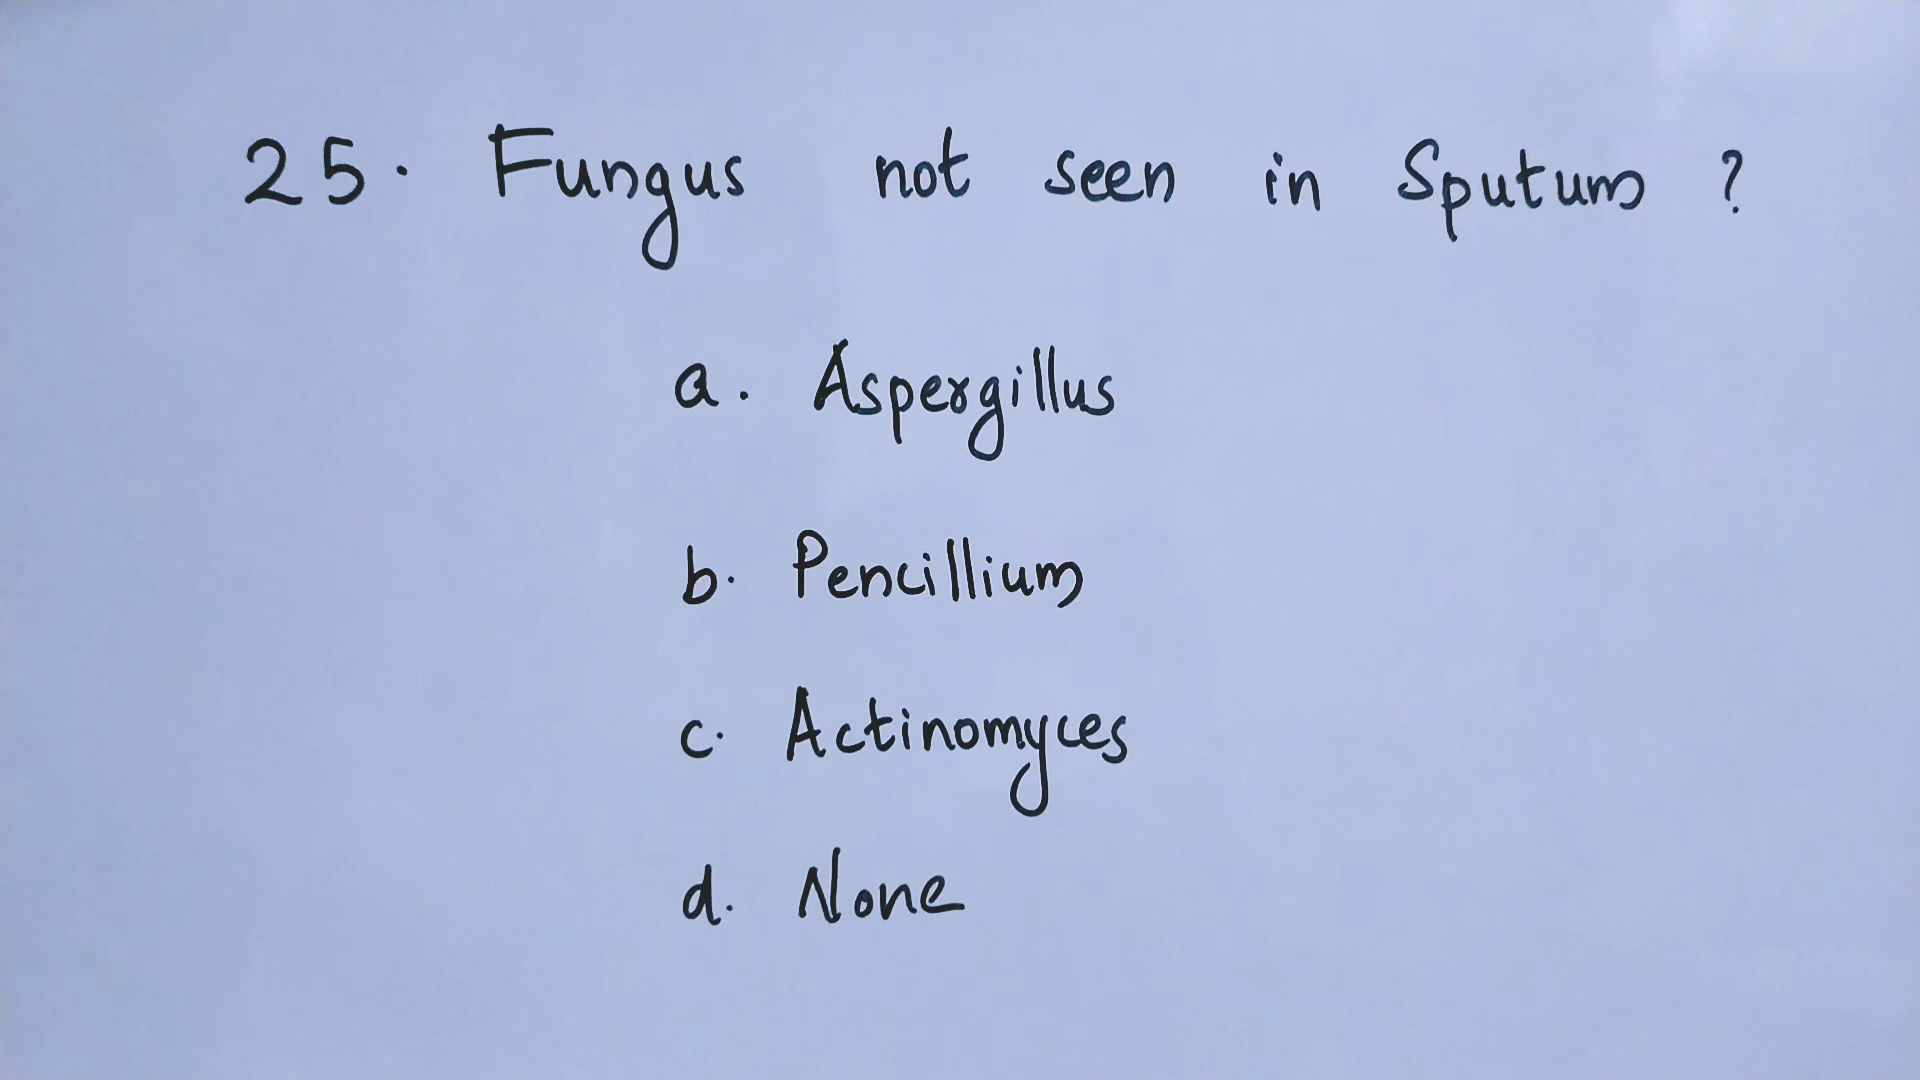 25. Fungus not seen in Sputum ?
a. Aspergillus
b. Pencillium
c. Actinomyces
d. None